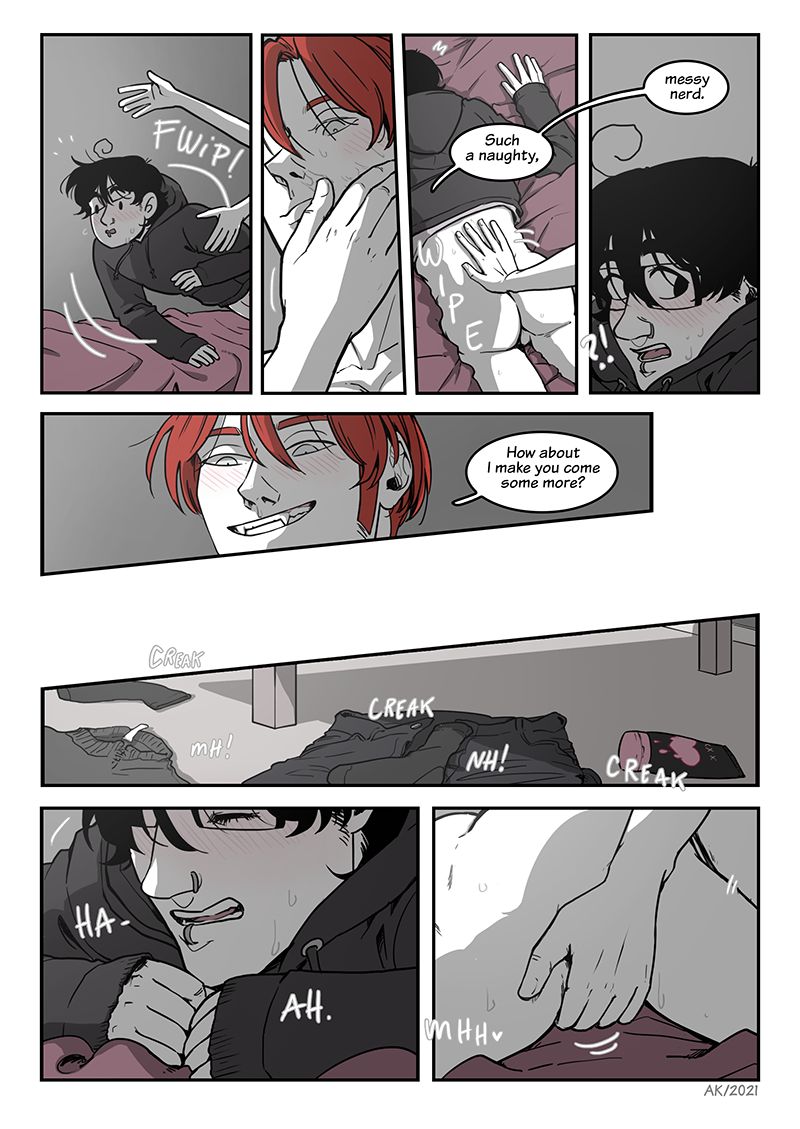 FWIP!
WIPE
Such
a naughty,
messy
nerd.
?!
How about
I make you come
some more?
CREAK
CREAK
MH!
NH!
CREAK
HA-
AH.
MHH♥
AK/2021